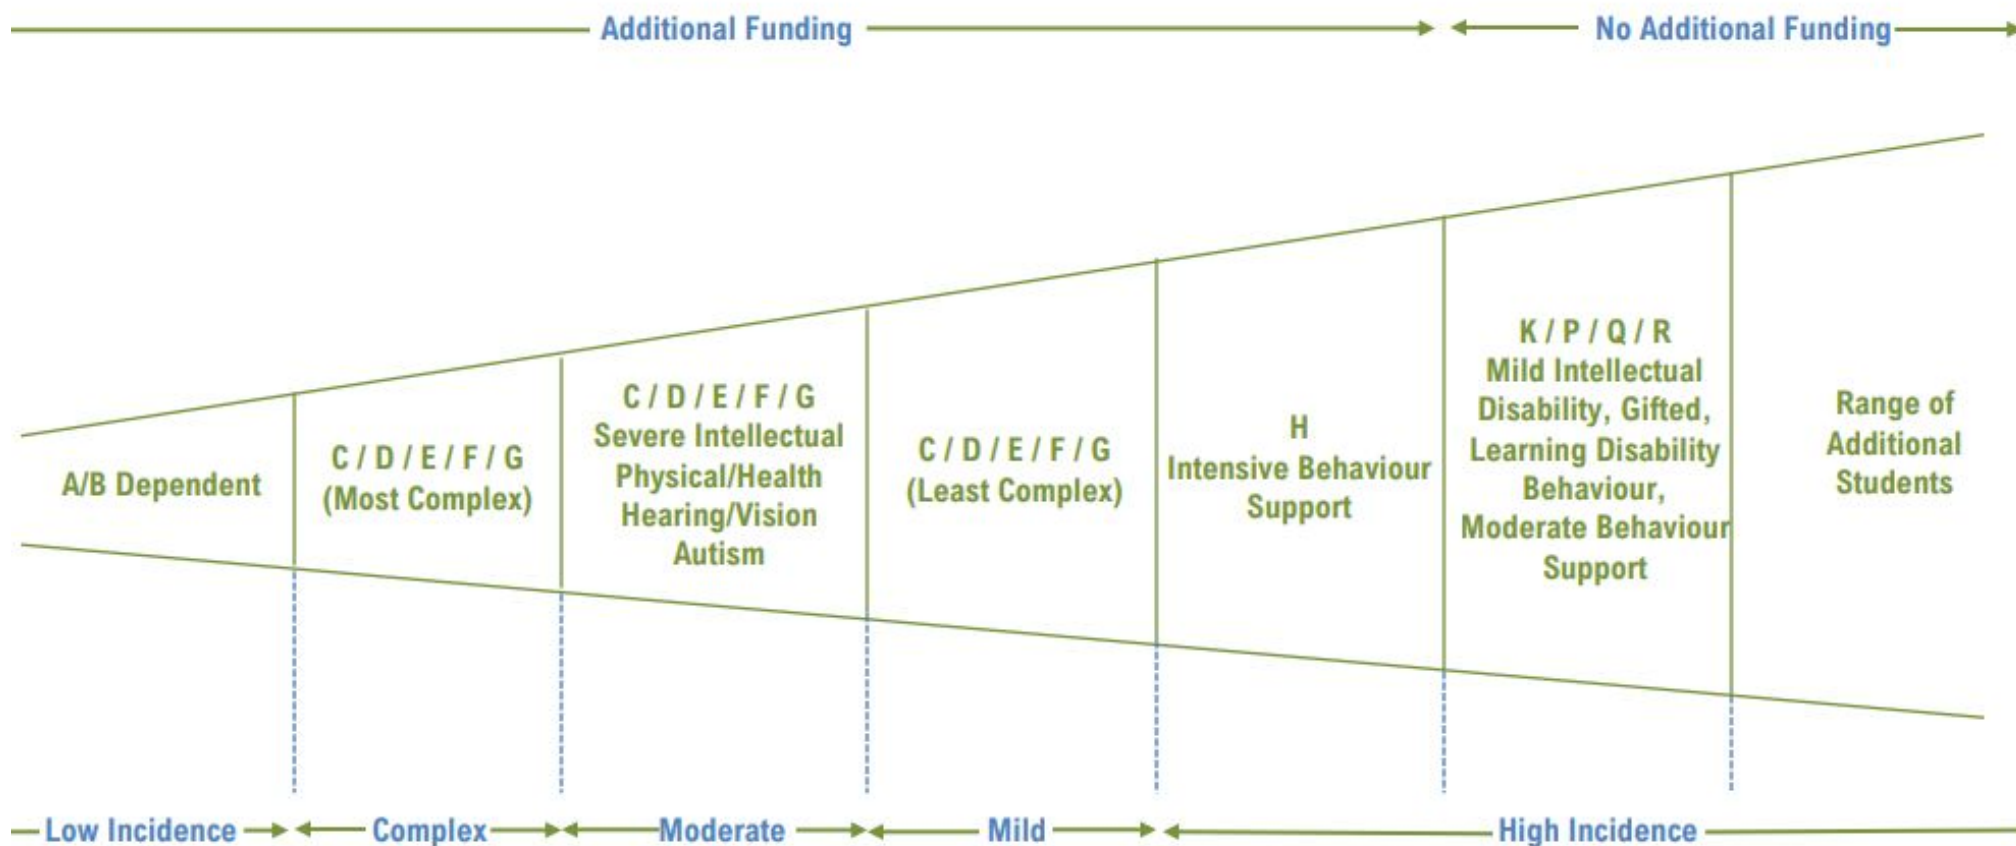 Additional Funding
No Additional Funding
A/B Dependent
C / D / E / F / G
(Most Complex)
C / D / E / F / G
Severe Intellectual
Physical/Health
Hearing/Vision
Autism
C / D / E / F / G
(Least Complex)
H
Intensive Behaviour
Support
K / P / Q / R
Mild Intellectual
Disability, Gifted,
Learning Disability
Behaviour,
Moderate Behaviour
Support
Range of
Additional
Students
Low Incidence
Complex
Moderate
Mild
High Incidence